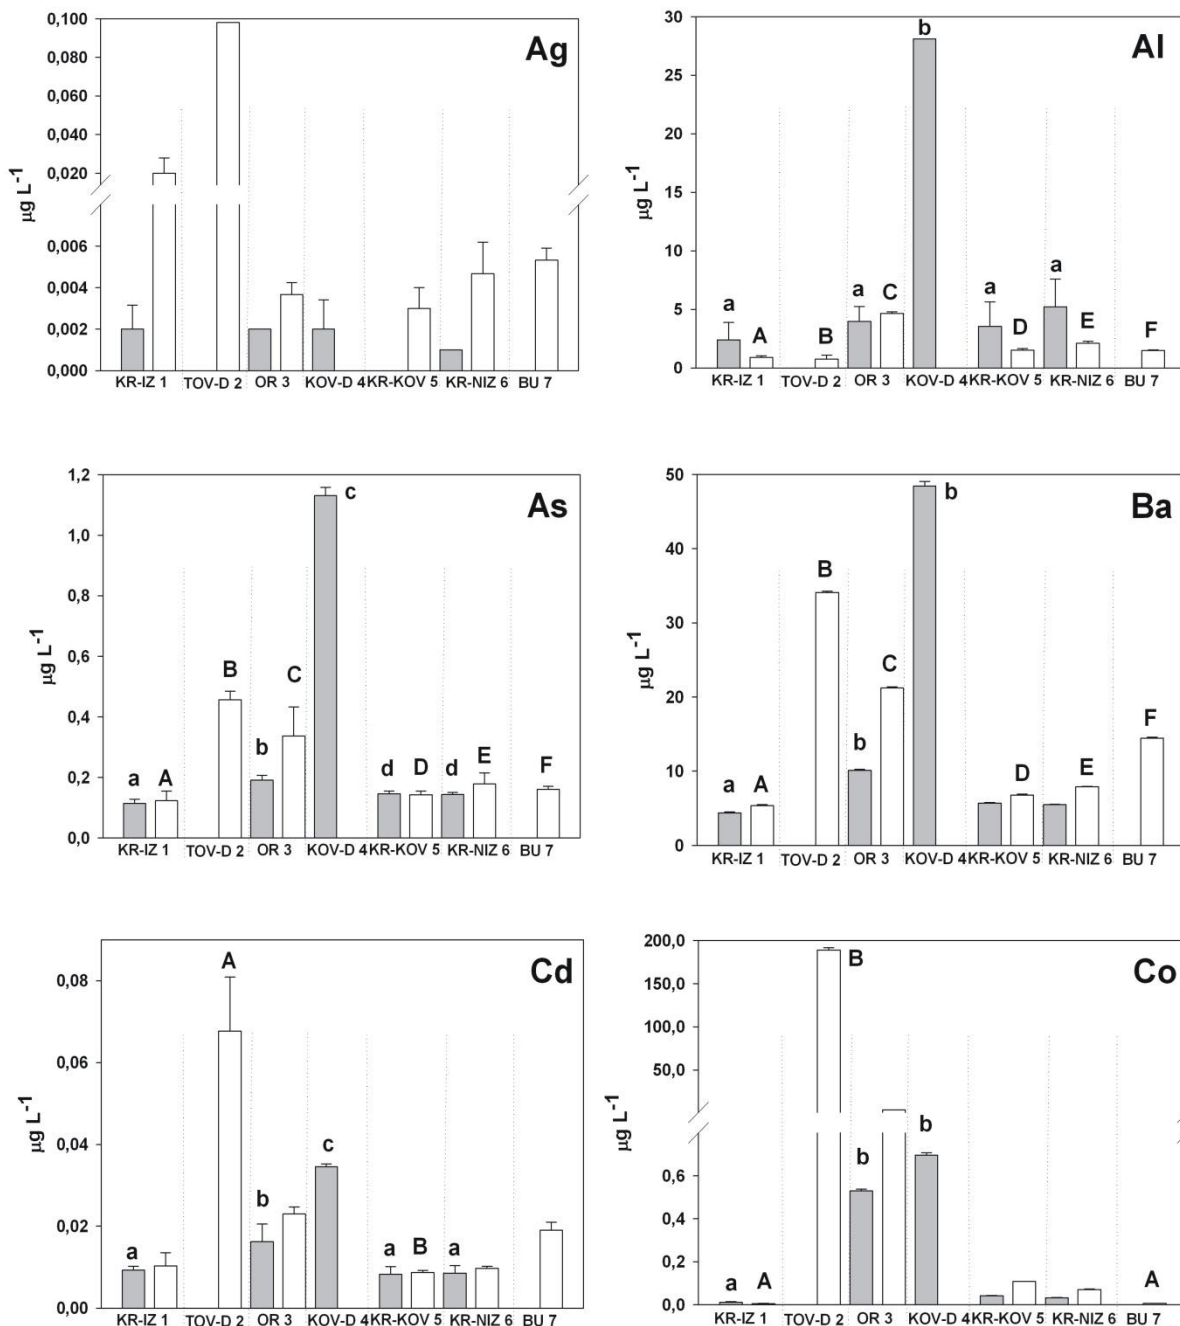 Ag
µg L-1
0,100
0,080
0,060
0,040
0,020
0,006
0,004
0,002
0,000
KR-IZ 1 TOV-D 2 OR 3 KOV-D 4 KR-KOV 5 KR-NIZ 6 BU 7
Al
µg L-1
30
25
20
15
10
5
0
a A B a C b a D a E F
KR-IZ 1 TOV-D 2 OR 3 KOV-D 4 KR-KOV 5 KR-NIZ 6 BU 7
As
µg L-1
1,2
1,0
0,8
0,6
0,4
0,2
0,0
a A B b C c d D d E F
KR-IZ 1 TOV-D 2 OR 3 KOV-D 4 KR-KOV 5 KR-NIZ 6 BU 7
Ba
µg L-1
50
40
30
20
10
0
a A B b C b D E F
KR-IZ 1 TOV-D 2 OR 3 KOV-D 4 KR-KOV 5 KR-NIZ 6 BU 7
Cd
µg L-1
0,08
0,06
0,04
0,02
0,00
a A b c a B a
KR-IZ 1 TOV-D 2 OR 3 KOV-D 4 KR-KOV 5 KR-NIZ 6 BU 7
Co
µg L-1
200,0
150,0
100,0
50,0
0,6
0,4
0,2
0,0
a A B b b A
KR-IZ 1 TOV-D 2 OR 3 KOV-D 4 KR-KOV 5 KR-NIZ 6 BU 7